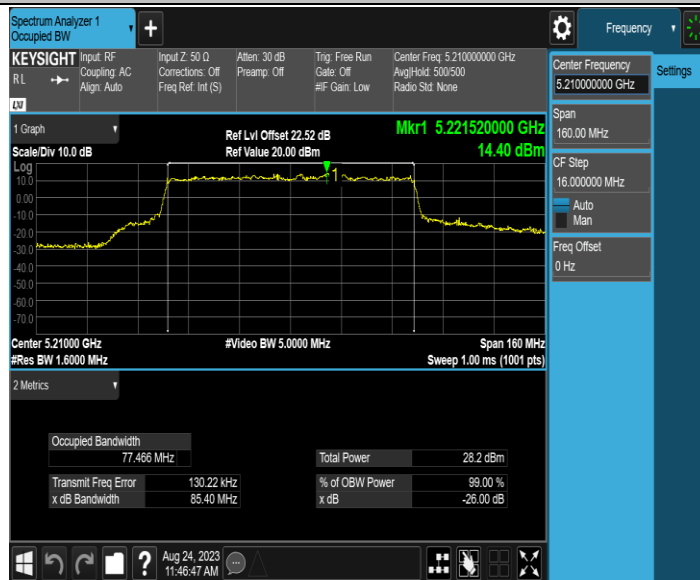 Spectrum Analyzer 1
Occupied BW
+
Frequency
KEYSIGHT
RL
LXI
Input: RF
Coupling: AC
Align: Auto
Input Z: 50 Ω
Corrections: Off
Freq Ref: Int (S)
Atten: 30 dB
Preamp: Off
Trig: Free Run
Gate: Off
#IF Gain: Low
Center Freq: 5.210000000 GHz
Avg|Hold: 500/500
Radio Std: None
Center Frequency
5.210000000 GHz
Settings
Span
160.00 MHz
CF Step
16.000000 MHz
Auto
Man
Freq Offset
0 Hz
1 Graph
Scale/Div 10.0 dB
Ref Lvl Offset 22.52 dB
Ref Value 20.00 dBm
Mkr1 5.221520000 GHz
14.40 dBm
Log
10.0
0.00
-10.0
-20.0
-30.0
-40.0
-50.0
-60.0
-70.0
1
Center 5.21000 GHz
#Video BW 5.0000 MHz
Span 160 MHz
#Res BW 1.6000 MHz
Sweep 1.00 ms (1001 pts)
2 Metrics
Occupied Bandwidth
77.466 MHz
Total Power 28.2 dBm
Transmit Freq Error 130.22 kHz
% of OBW Power 99.00 %
x dB Bandwidth 85.40 MHz
x dB -26.00 dB
?
Aug 24, 2023
11:46:47 AM